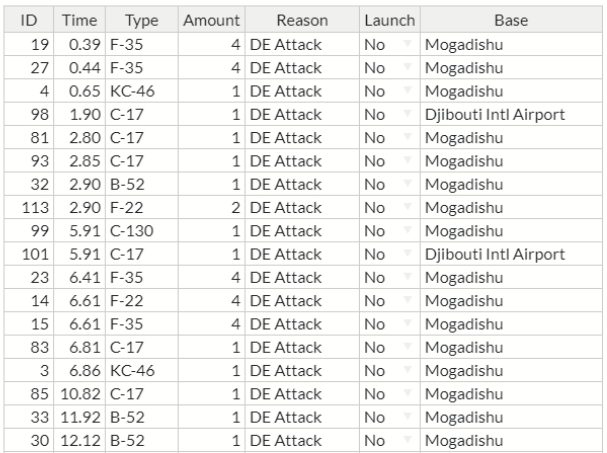 ID Time Type Amount Reason Launch Base
19 0.39 F-35 4 DE Attack No Mogadishu
27 0.44 F-35 4 DE Attack No Mogadishu
4 0.65 KC-46 1 DE Attack No Mogadishu
98 1.90 C-17 1 DE Attack No Djibouti Intl Airport
81 2.80 C-17 1 DE Attack No Mogadishu
93 2.85 C-17 1 DE Attack No Mogadishu
32 2.90 B-52 1 DE Attack No Mogadishu
113 2.90 F-22 2 DE Attack No Mogadishu
99 5.91 C-130 1 DE Attack No Mogadishu
101 5.91 C-17 1 DE Attack No Djibouti Intl Airport
23 6.41 F-35 4 DE Attack No Mogadishu
14 6.61 F-22 4 DE Attack No Mogadishu
15 6.61 F-35 4 DE Attack No Mogadishu
83 6.81 C-17 1 DE Attack No Mogadishu
3 6.86 KC-46 1 DE Attack No Mogadishu
85 10.82 C-17 1 DE Attack No Mogadishu
33 11.92 B-52 1 DE Attack No Mogadishu
30 12.12 B-52 1 DE Attack No Mogadishu